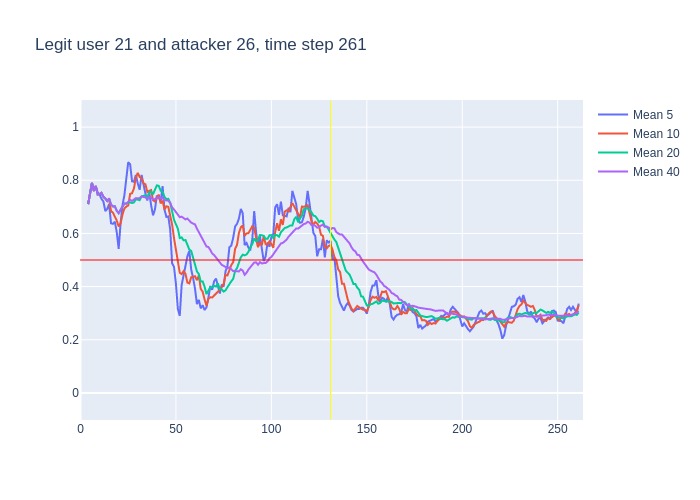 Legit user 21 and attacker 26, time step 261
Mean 5
Mean 10
Mean 20
Mean 40
1
0.8
0.6
0.4
0.2
0
0 50 100 150 200 250